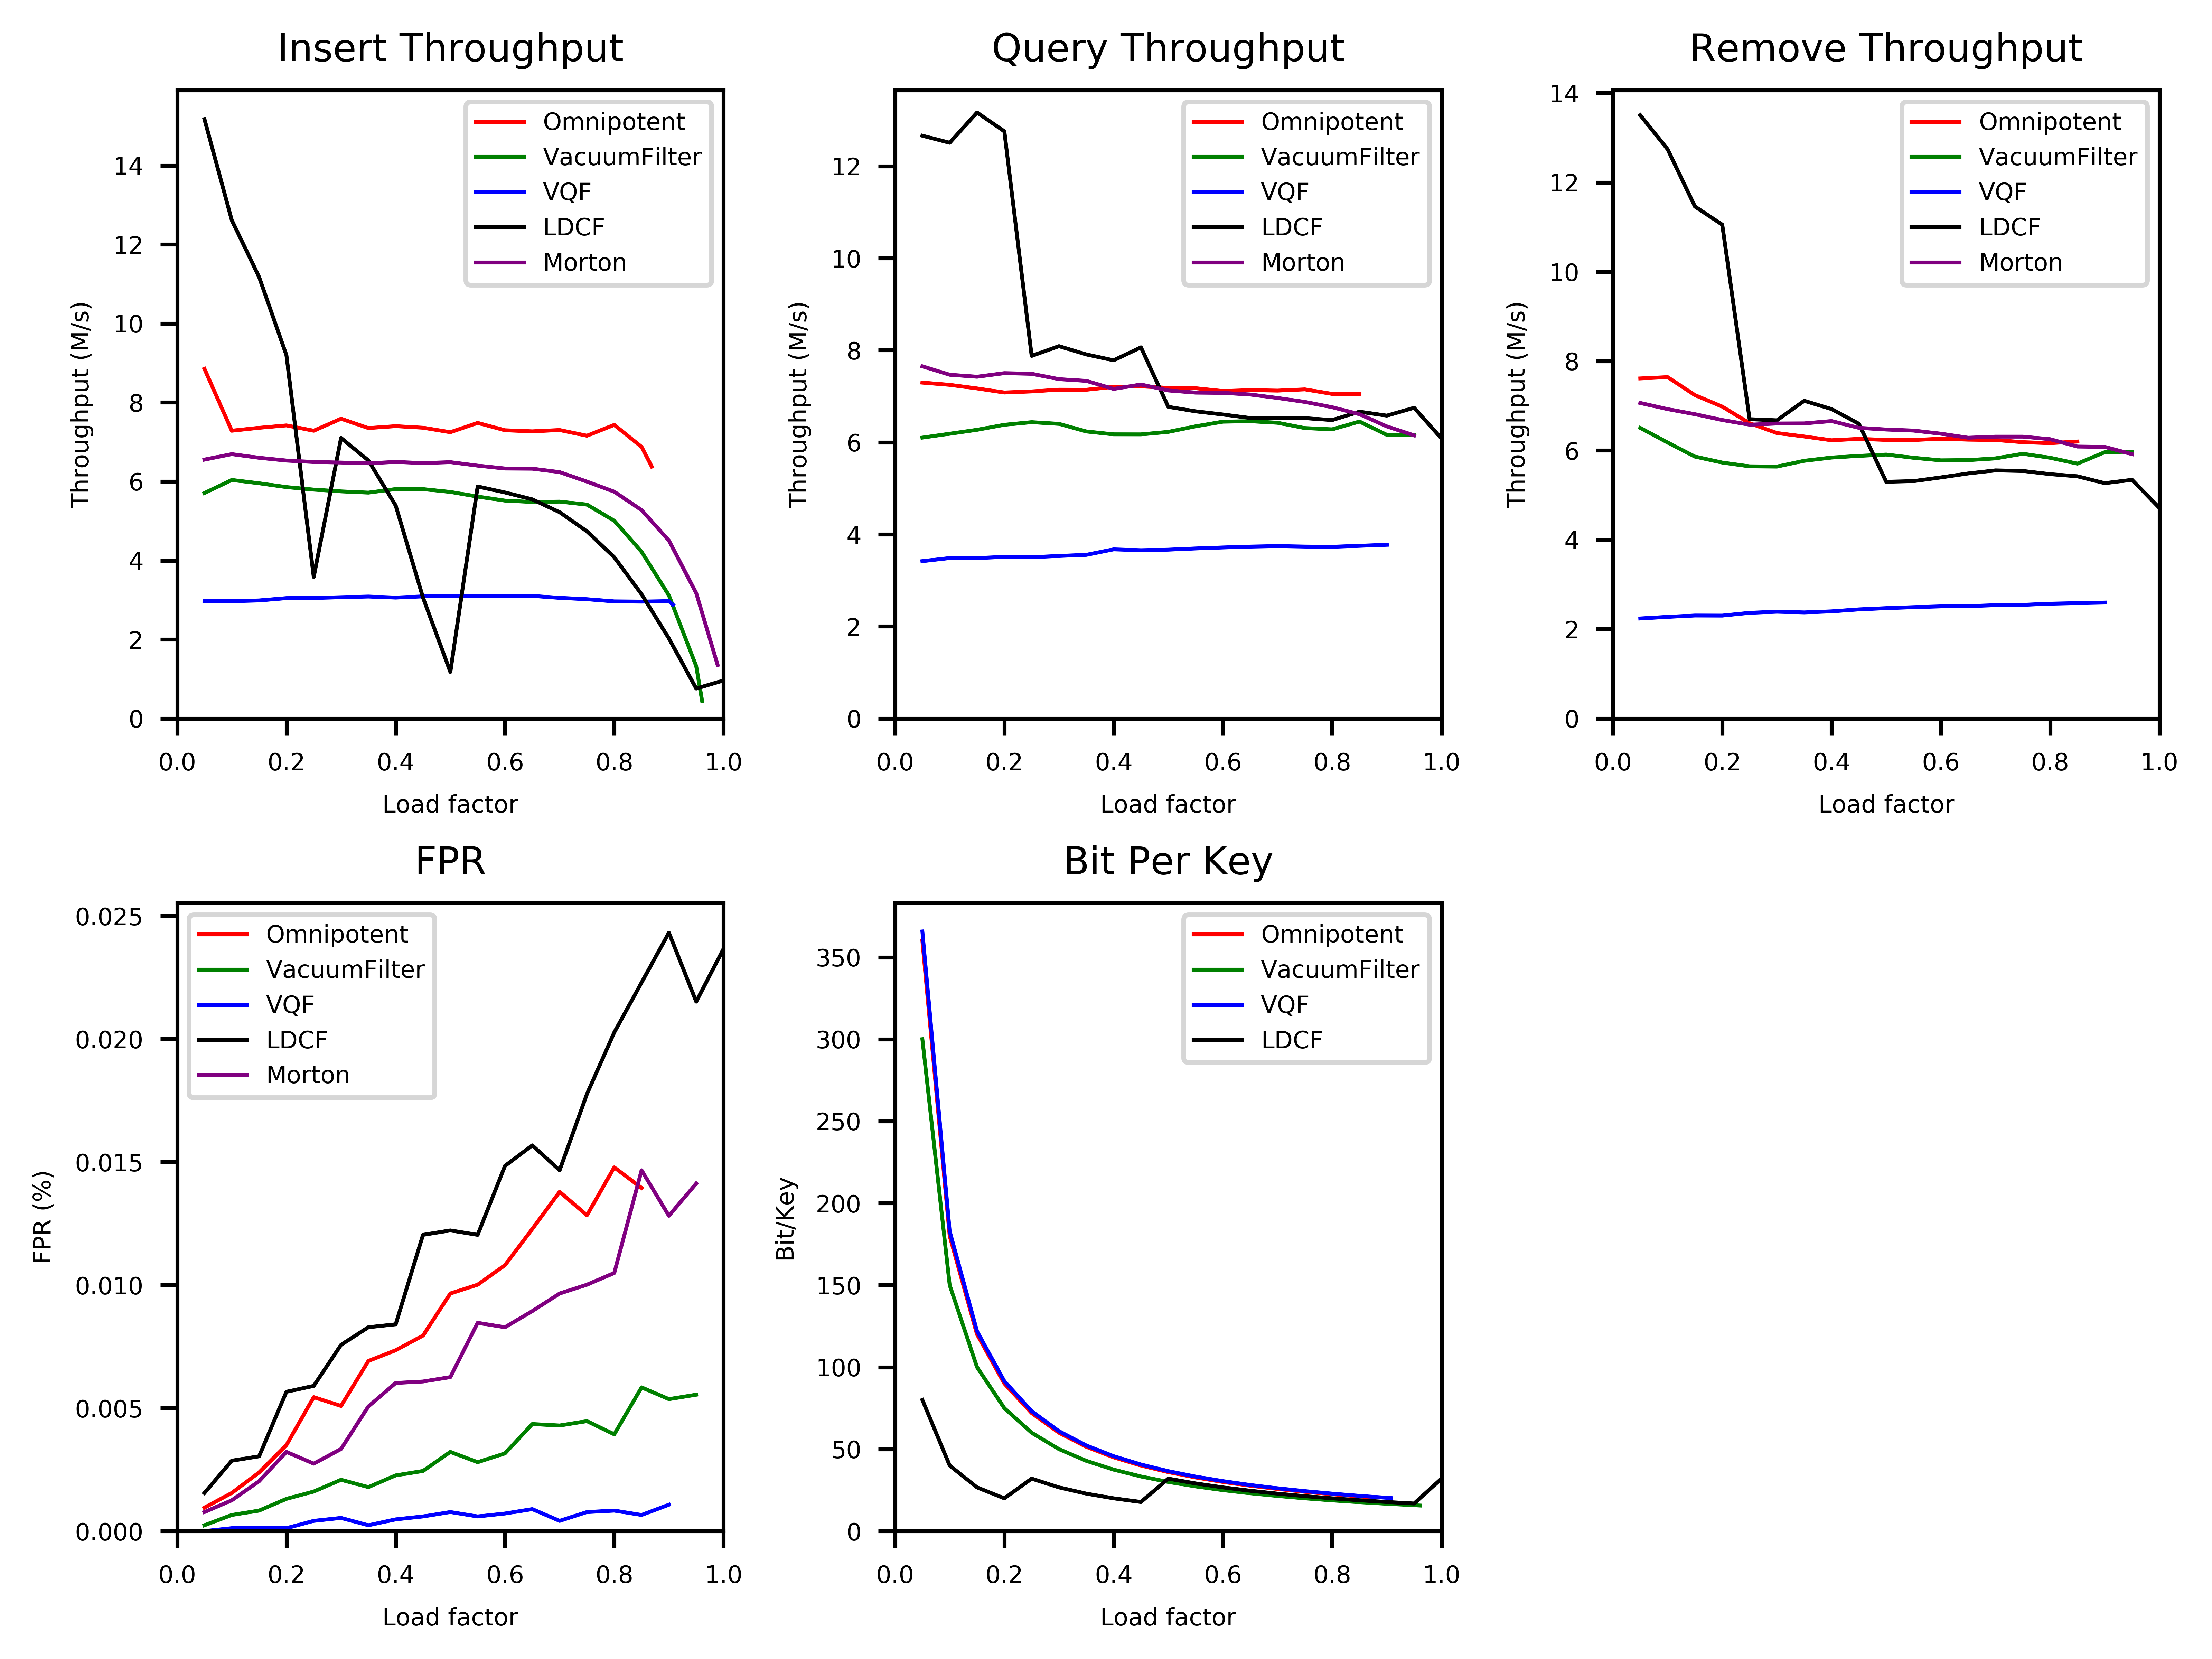 Insert Throughput
Throughput (M/s)
14
12
10
8
6
4
2
0
0.0 0.2 0.4 0.6 0.8 1.0
Load factor
Omnipotent
VacuumFilter
VQF
LDCF
Morton
Query Throughput
Throughput (M/s)
12
10
8
6
4
2
0
0.0 0.2 0.4 0.6 0.8 1.0
Load factor
Omnipotent
VacuumFilter
VQF
LDCF
Morton
Remove Throughput
Throughput (M/s)
14
12
10
8
6
4
2
0
0.0 0.2 0.4 0.6 0.8 1.0
Load factor
Omnipotent
VacuumFilter
VQF
LDCF
Morton
FPR
FPR (%)
0.025
0.020
0.015
0.010
0.005
0.000
0.0 0.2 0.4 0.6 0.8 1.0
Load factor
Omnipotent
VacuumFilter
VQF
LDCF
Morton
Bit Per Key
Bit/Key
350
300
250
200
150
100
50
0
0.0 0.2 0.4 0.6 0.8 1.0
Load factor
Omnipotent
VacuumFilter
VQF
LDCF